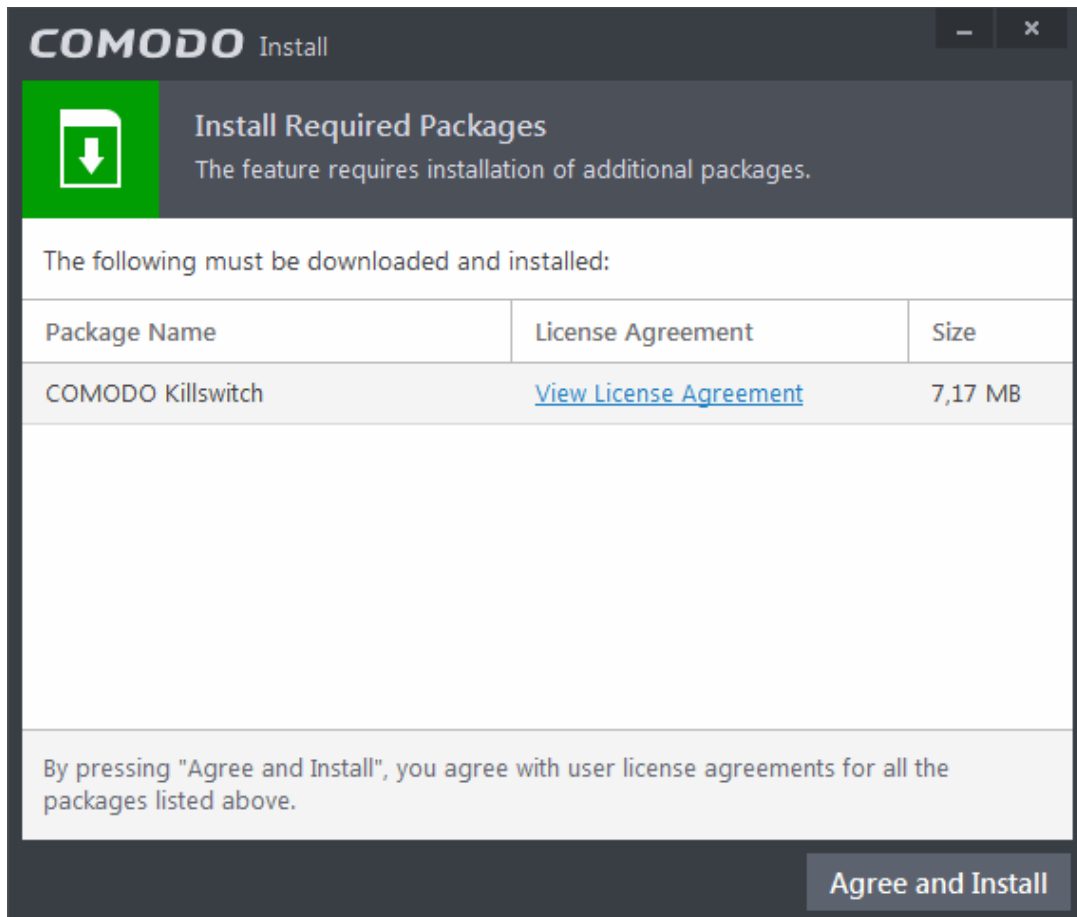 COMODO Install
Install Required Packages
The feature requires installation of additional packages.
The following must be downloaded and installed:
Package Name License Agreement Size
COMODO Killswitch View License Agreement 7,17 MB
By pressing "Agree and Install", you agree with user license agreements for all the
packages listed above.
Agree and Install